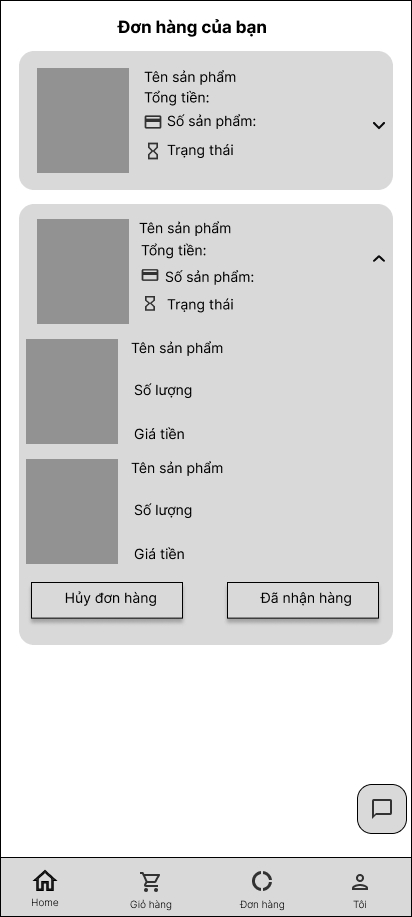 Đơn hàng của bạn
Tên sản phẩm
Tổng tiền:
Số sản phẩm:
Trạng thái
Tên sản phẩm
Tổng tiền:
Số sản phẩm:
Trạng thái
Tên sản phẩm
Số lượng
Giá tiền
Tên sản phẩm
Số lượng
Giá tiền
Hủy đơn hàng
Đã nhận hàng
Home
Giỏ hàng
Đơn hàng
Tôi